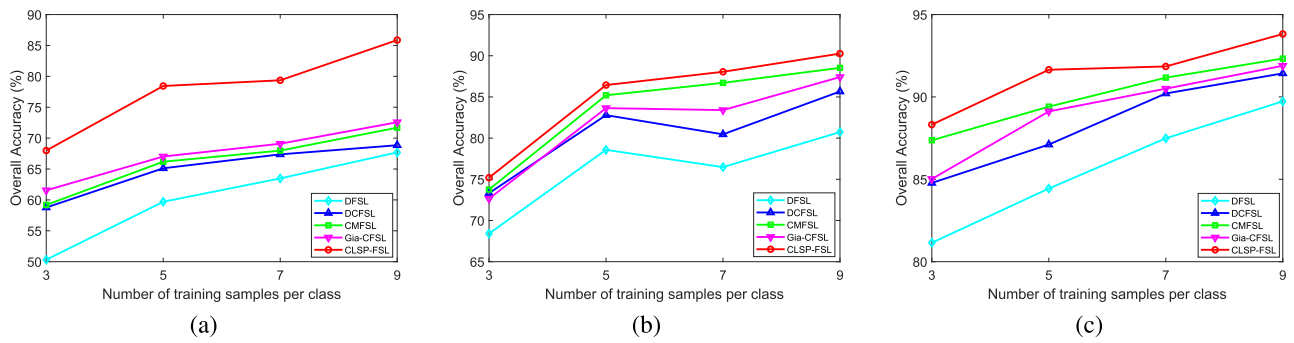 90
85
80
75
70
65
60
55
50
Overall Accuracy (%)
3 5 7 9
Number of training samples per class
DFSL
DCFSL
CMFSL
Gia-CFSL
CLSP-FSL
(a)
95
90
85
80
75
70
65
Overall Accuracy (%)
3 5 7 9
Number of training samples per class
DFSL
DCFSL
CMFSL
Gia-CFSL
CLSP-FSL
(b)
95
90
85
80
Overall Accuracy (%)
3 5 7 9
Number of training samples per class
DFSL
DCFSL
CMFSL
Gia-CFSL
CLSP-FSL
(c)